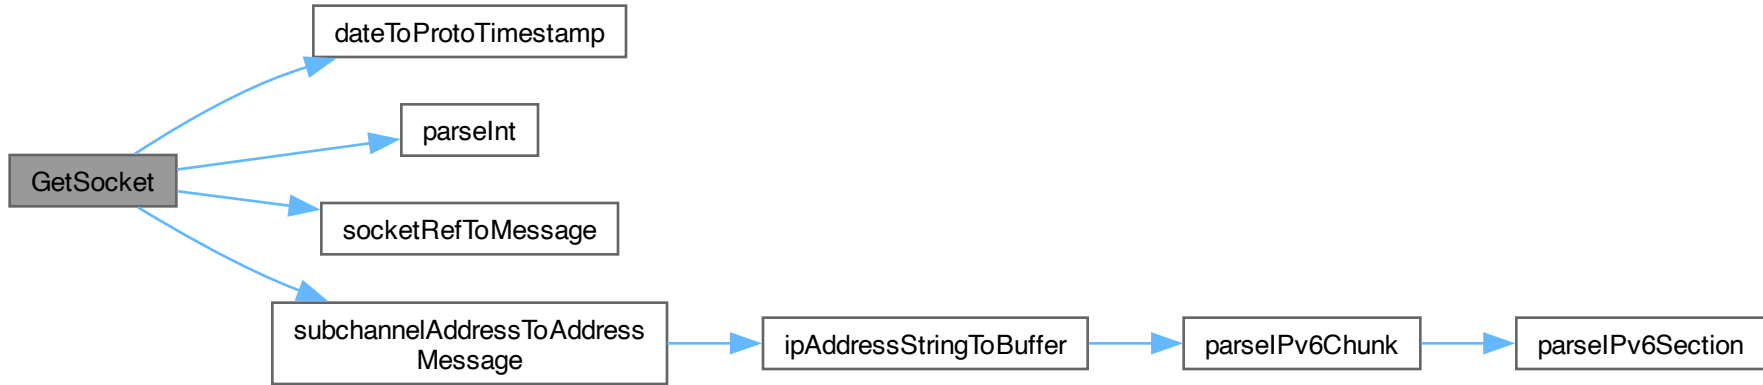 dateToProtoTimestamp
parseInt
GetSocket
socketRefToMessage
subchannelAddressToAddress
Message
ipAddressStringToBuffer
parseIPv6Chunk
parseIPv6Section